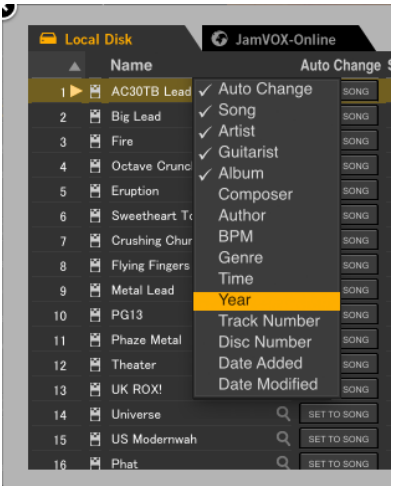 Local Disk JamVOX-Online
Name Auto Change S
1 AC30TB Lead SONG
2 Big Lead SONG
3 Fire SONG
4 Octave Crunc SONG
5 Eruption SONG
6 Sweetheart To SONG
7 Crushing Chur SONG
8 Flying Fingers SONG
9 Metal Lead SONG
10 PG13 SONG
11 Phaze Metal SONG
12 Theater SONG
13 UK ROX! SONG
14 Universe SET TO SONG
15 US Modernwah SET TO SONG
16 Phat SET TO SONG
✓ Auto Change
✓ Song
✓ Artist
✓ Guitarist
✓ Album
Composer
Author
BPM
Genre
Time
Year
Track Number
Disc Number
Date Added
Date Modified